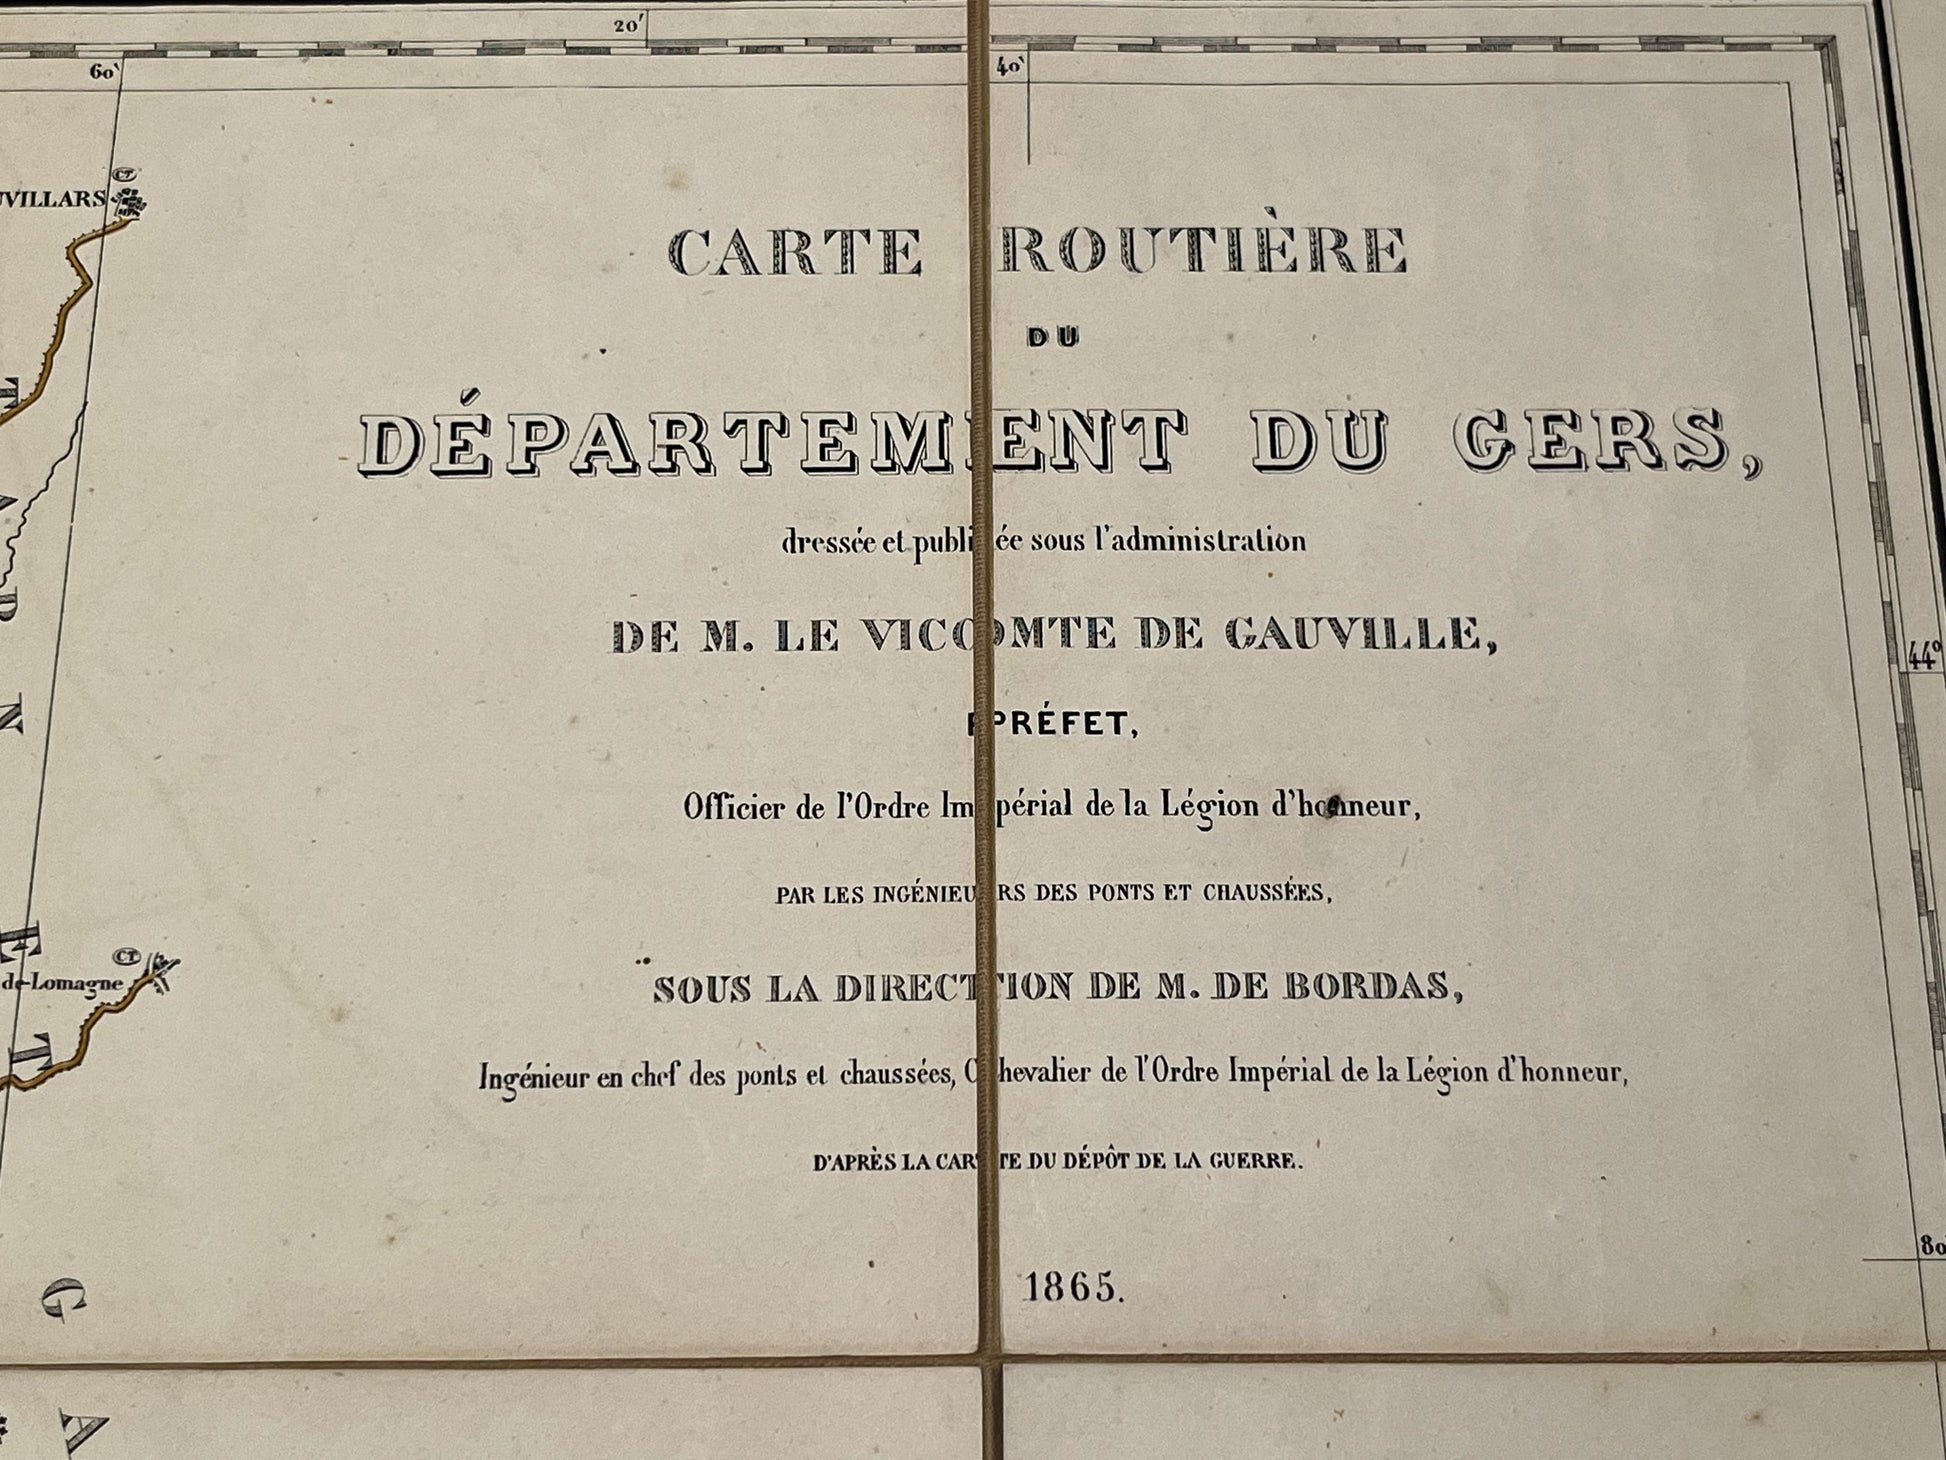 20'
60'
40'
VILLARS
CT
CARTE ROUTIÈRE
DU
DÉPARTEMENT DU GERS,
dressée et publiée sous l'administration
DE M. LE VICOMTE DE GAUVILLE,
44°
PRÉFET,
Officier de l'Ordre Impérial de la Légion d'honneur,
PAR LES INGÉNIEURS DES PONTS ET CHAUSSÉES,
CT
de-Lomagne
SOUS LA DIRECTION DE M. DE BORDAS,
Ingénieur en chef des ponts et chaussées, Chevalier de l'Ordre Impérial de la Légion d'honneur,
D'APRÈS LA CARTE DU DÉPÔT DE LA GUERRE.
80
1865.
T
A
R
N
E
T
G
A